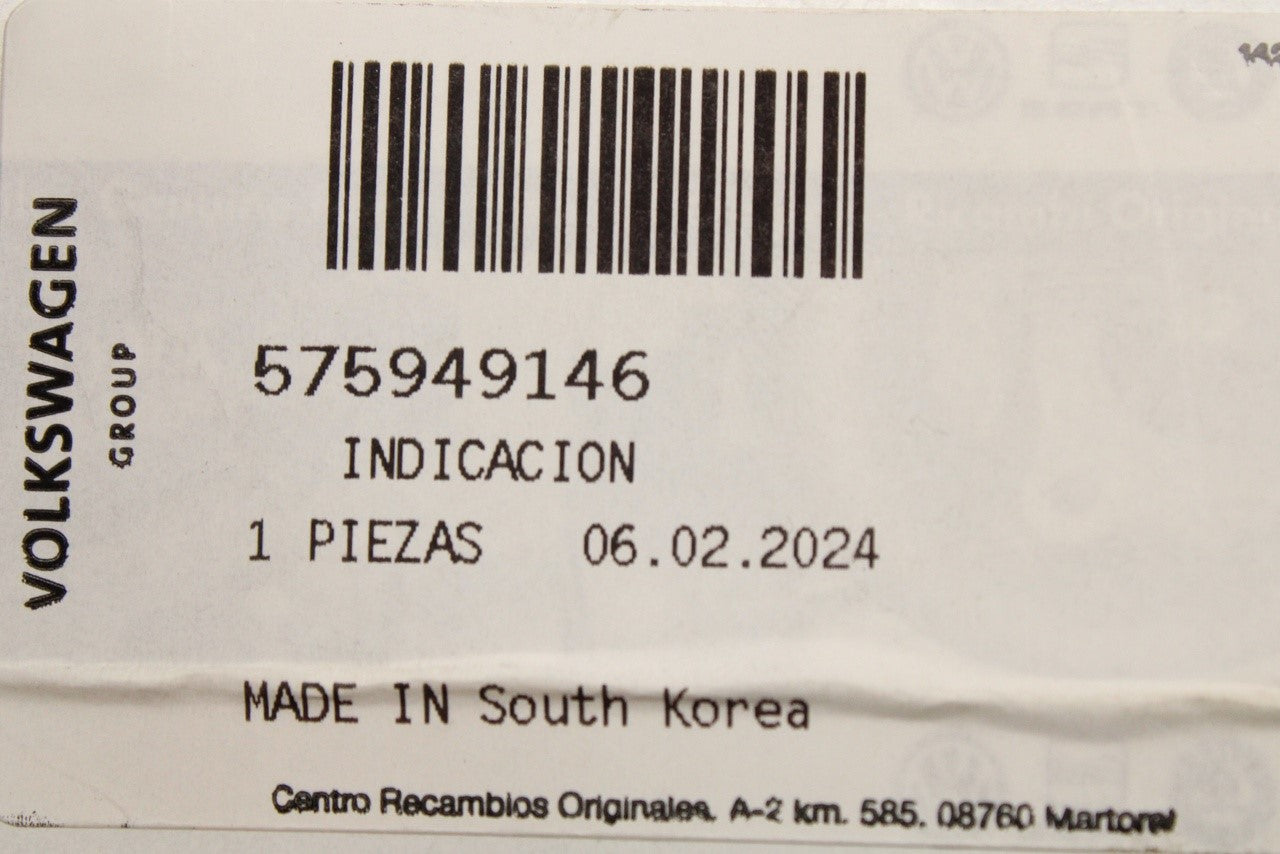 VOLKSWAGEN
GROUP
575949146
INDICACION
1 PIEZAS 06.02.2024
MADE IN South Korea
Centro Recambios Originales. A-2 km. 585. 08760 Martorel